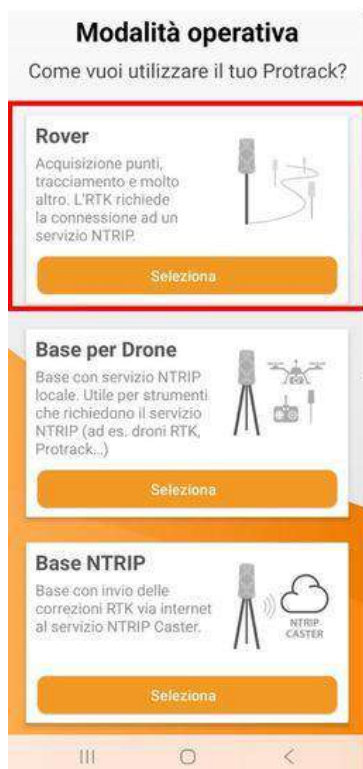 Modalità operativa
Come vuoi utilizzare il tuo Protrack?
Rover
Acquisizione punti,
tracciamento e molto
altro. L'RTK richiede
la connessione ad un
servizio NTRIP.
Seleziona
Base per Drone
Base con servizio NTRIP
locale. Utile per strumenti
che richiedono il servizio
NTRIP (ad es. droni RTK,
Protrack...)
Seleziona
Base NTRIP
Base con invio delle
correzioni RTK via internet
al servizio NTRIP Caster.
NTRIP
CASTER
Seleziona